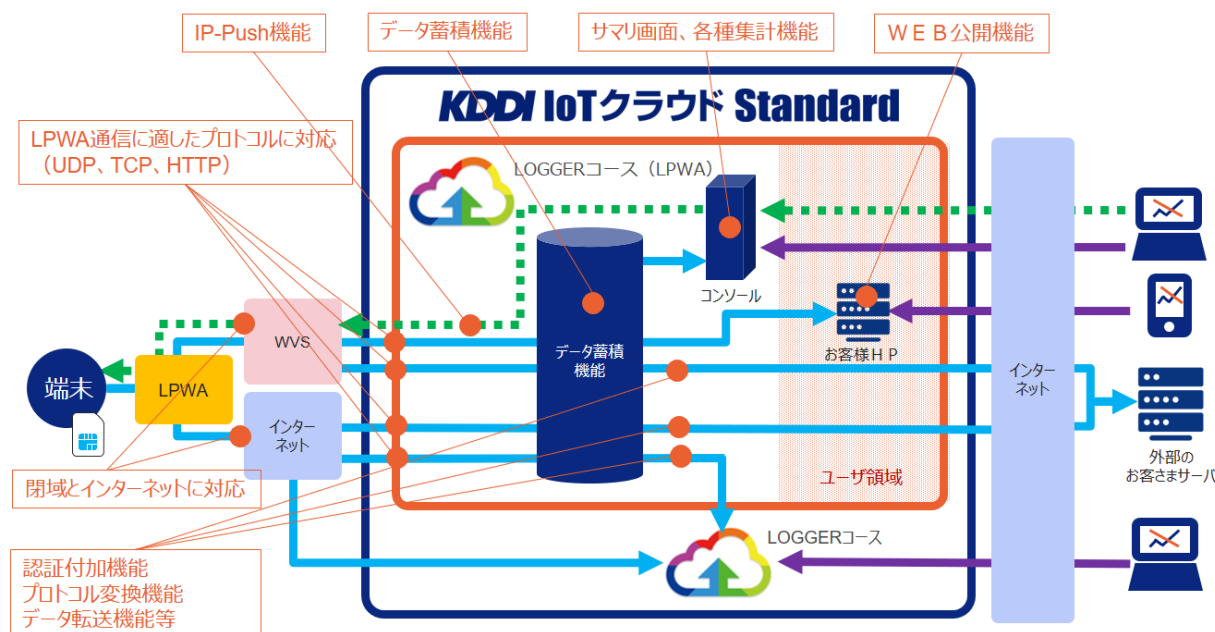 IP-Push機能
データ蓄積機能
サマリ画面、各種集計機能
ＷＥＢ公開機能
KDDI IoTクラウド Standard
LPWA通信に適したプロトコルに対応
（UDP、TCP、HTTP）
LOGGERコース（LPWA）
コンソール
WVS
データ蓄積
機能
お客様ＨＰ
端末
LPWA
インター
ネット
インター
ネット
外部の
お客さまサーバ
閉域とインターネットに対応
ユーザ領域
LOGGERコース
認証付加機能
プロトコル変換機能
データ転送機能等